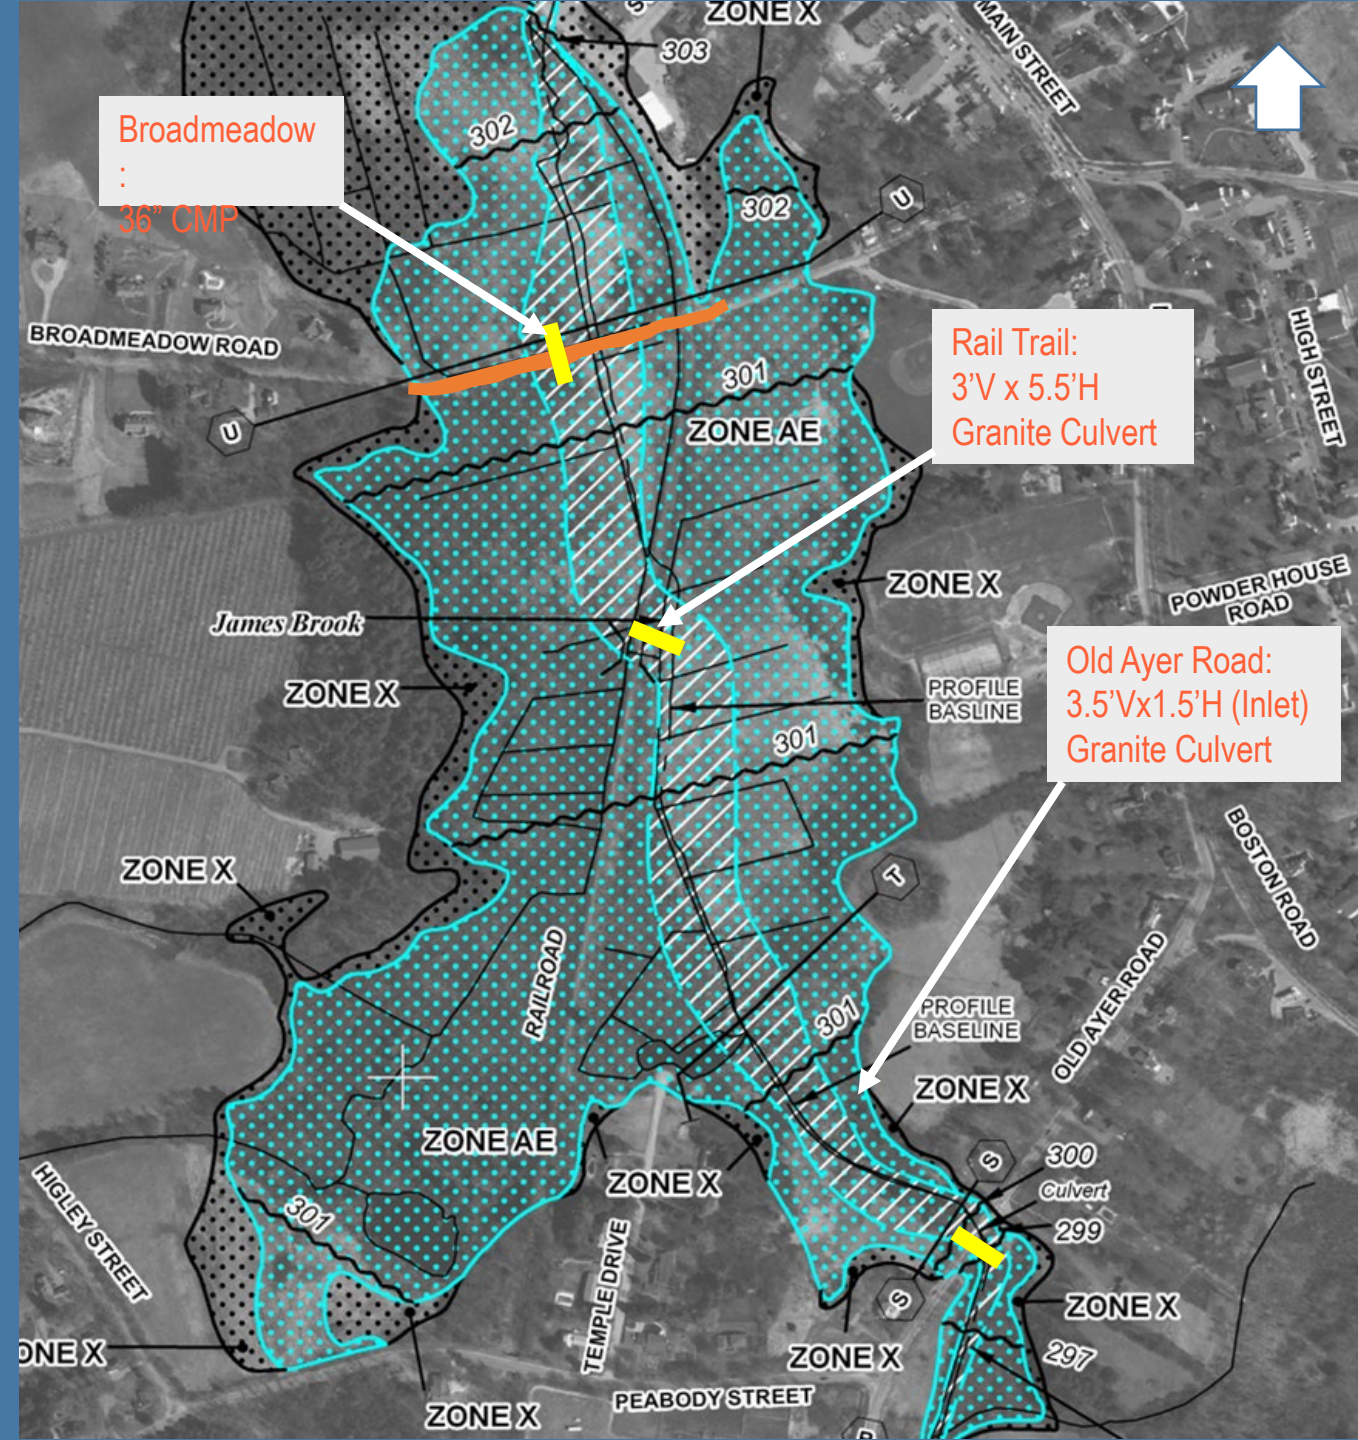 ZONE X
303
MAIN STREET
Broadmeadow
:
36" CMP
302
302
U
BROADMEADOW ROAD
HIGH STREET
Rail Trail:
3'V x 5.5'H
Granite Culvert
301
ZONE AE
U
ZONE X
POWDER HOUSE
ROAD
James Brook
ZONE X
Old Ayer Road:
3.5'Vx1.5'H (Inlet)
Granite Culvert
PROFILE
BASLINE
301
BOSTON ROAD
ZONE X
T
RAILROAD
OLD AYER ROAD
301
PROFILE
BASELINE
ZONE X
ZONE AE
S
300
Culvert
299
ZONE X
HIGLEY STREET
301
TEMPLE DRIVE
S
ZONE X
ONE X
ZONE X
297
PEABODY STREET
ZONE X